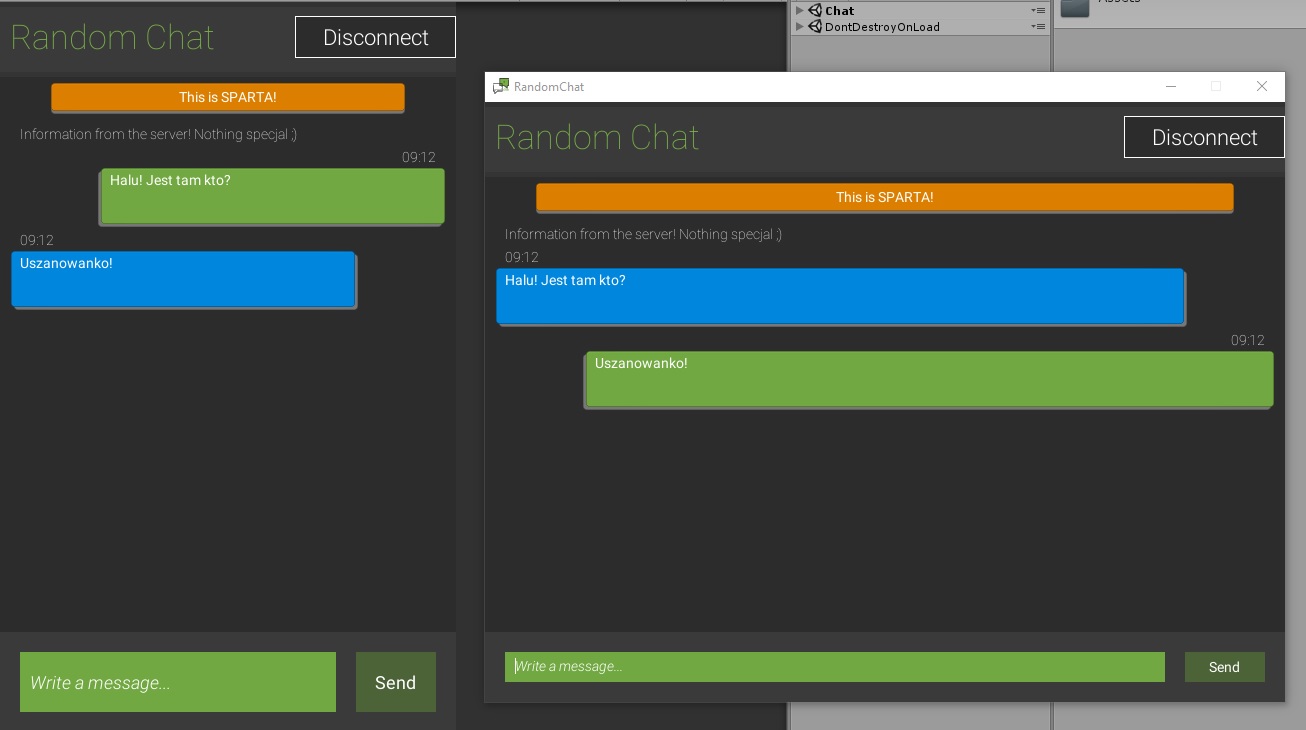 Random Chat
Disconnect
This is SPARTA!
Information from the server! Nothing specjal ;)
09:12
Halu! Jest tam kto?
09:12
Uszanowanko!
Write a message...
Send
Chat
DontDestroyOnLoad
Assets
RandomChat
Random Chat
Disconnect
This is SPARTA!
Information from the server! Nothing specjal ;)
09:12
Halu! Jest tam kto?
09:12
Uszanowanko!
Write a message...
Send